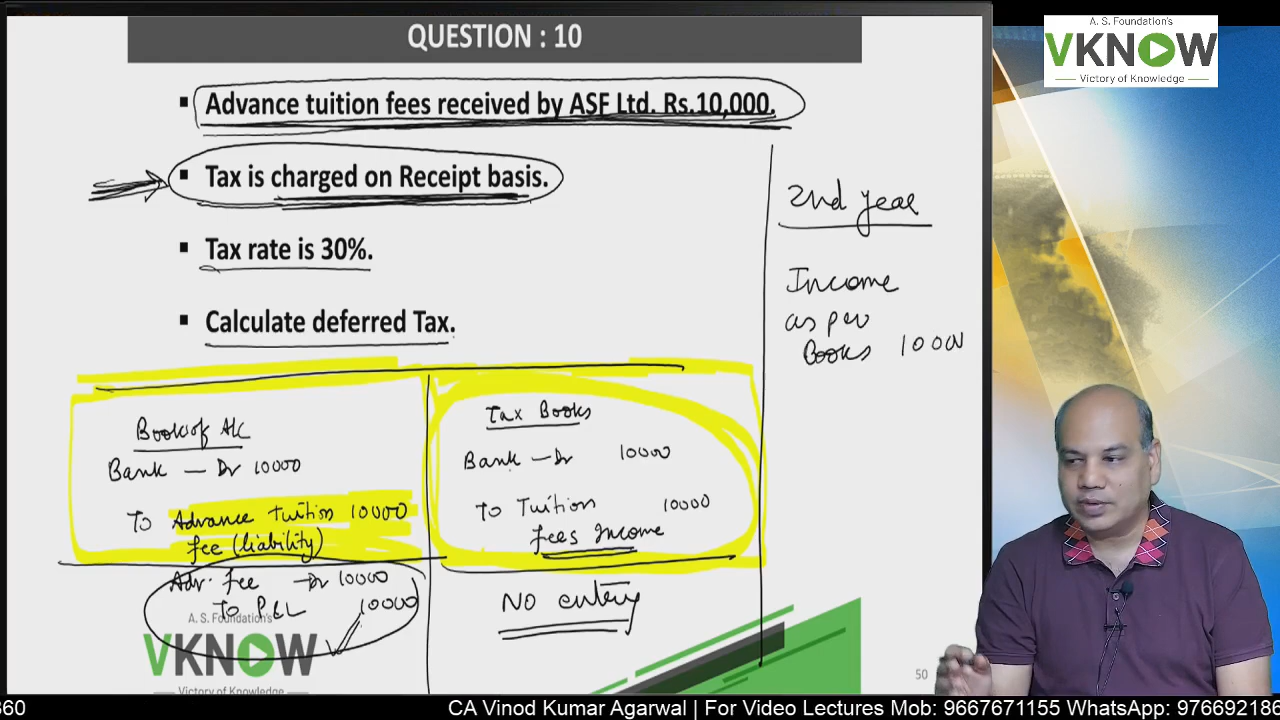 QUESTION : 10
A. S. Foundation's
VKNOW
Victory of Knowledge
▪ Advance tuition fees received by ASF Ltd. Rs.10,000.
▪ Tax is charged on Receipt basis.
▪ Tax rate is 30%.
▪ Calculate deferred Tax.
2nd year
Income
as per
Books 10000
Book of A/c
Bank — Dr 10000
To Advance tuition 10000
fee (liability)
Adv. fee — Dr 10000
To P&L 10000
Tax Books
Bank — Dr 10000
To Tuition 10000
fees Income
NO entry
A. S. Foundation's
VKNOW
Victory of Knowledge
50
360 CA Vinod Kumar Agarwal | For Video Lectures Mob: 9667671155 WhatsApp: 976692186